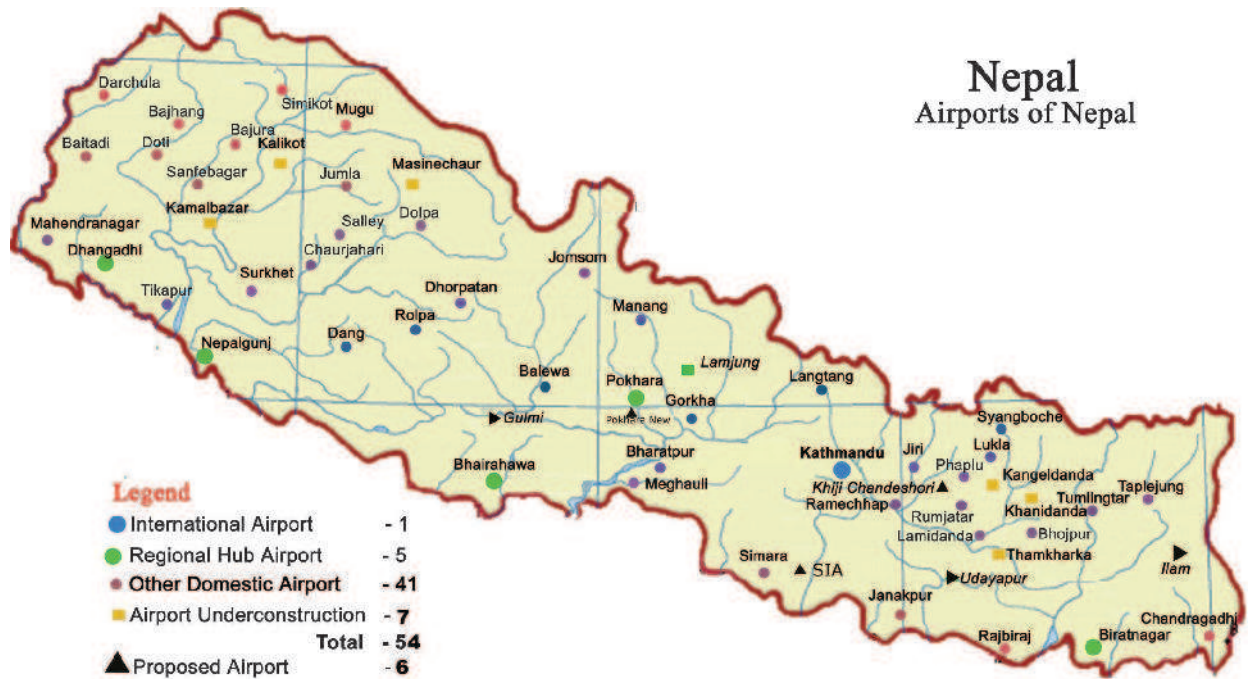 Nepal
Airports of Nepal
Darchula
Simikot
Bajhang
Mugu
Baitadi
Doti
Bajura
Kalikot
Sanfebagar
Jumla
Masinechaur
Kamalbazar
Salley
Dolpa
Mahendranagar
Dhangadhi
Chaurjahari
Jomsom
Tikapur
Surkhet
Dhorpatan
Manang
Rolpa
Nepalgunj
Dang
Balewa
Lamjung
Pokhara
Langtang
Gorkha
Gulmi
Pokhara New
Syangboche
Bhairahawa
Bharatpur
Kathmandu
Jiri
Lukla
Phaplu
Kangeldanda
Meghauli
Khiji Chandeshori
Taplejung
Ramechhap
Rumjatar
Khanidanda
Tumlingtar
Lamidanda
Bhojpur
Simara
SIA
Thamkharka
Udayapur
Ilam
Janakpur
Rajbiraj
Biratnagar
Chandragadhi
Legend
International Airport - 1
Regional Hub Airport - 5
Other Domestic Airport - 41
Airport Underconstruction - 7
Total - 54
Proposed Airport - 6